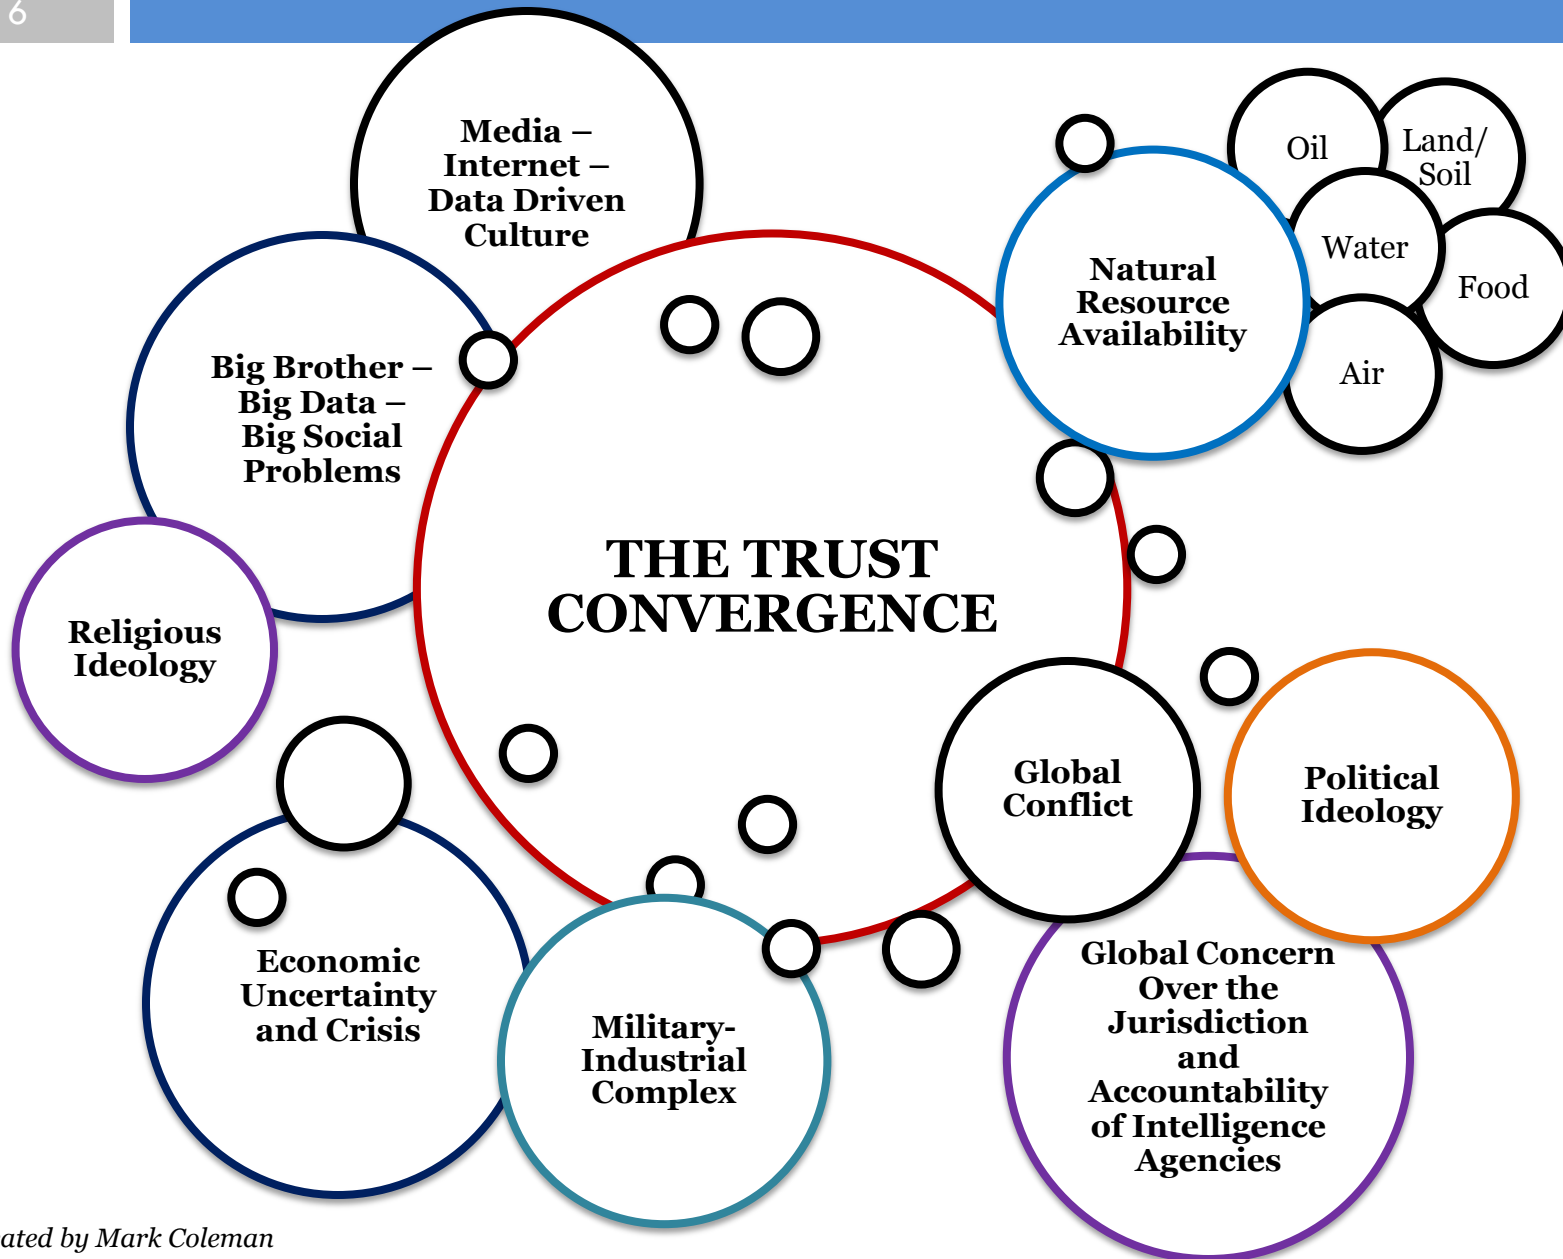 6
Media –
Internet –
Data Driven
Culture
Oil
Land/
Soil
Water
Food
Air
Natural
Resource
Availability
Big Brother –
Big Data –
Big Social
Problems
THE TRUST
CONVERGENCE
Religious
Ideology
Global
Conflict
Political
Ideology
Economic
Uncertainty
and Crisis
Military-
Industrial
Complex
Global Concern
Over the
Jurisdiction
and
Accountability
of Intelligence
Agencies
ated by Mark Coleman